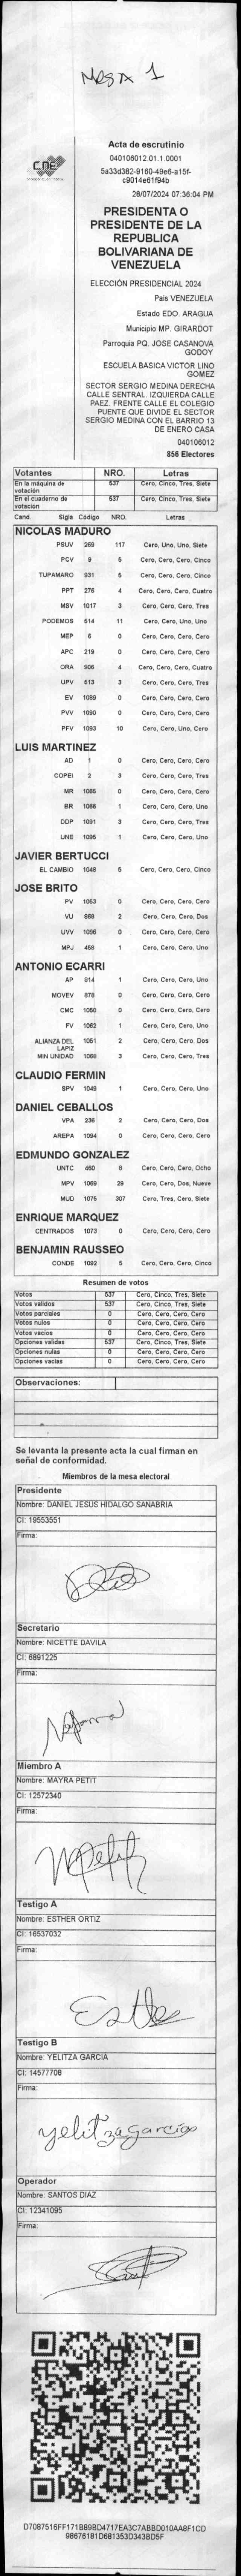 Mesa 1
CNE
Acta de escrutinio
040106012.01.1.0001
5a33d382-9160-49e6-a15f-
c9014e61f94b
28/07/2024 07:36:04 PM
PRESIDENTA O
PRESIDENTE DE LA
REPUBLICA
BOLIVARIANA DE
VENEZUELA
ELECCIÓN PRESIDENCIAL 2024
País VENEZUELA
Estado EDO. ARAGUA
Municipio MP. GIRARDOT
Parroquia PQ. JOSE CASANOVA
GODOY
ESCUELA BASICA VICTOR LINO
GOMEZ
SECTOR SERGIO MEDINA DERECHA
CALLE SENTRAL. IZQUIERDA CALLE
PAEZ. FRENTE CALLE EL COLEGIO
PUENTE QUE DIVIDE EL SECTOR
SERGIO MEDINA CON EL BARRIO 13
DE ENERO CASA
040106012
856 Electores
Votantes NRO. Letras
En la máquina de votación 537 Cero, Cinco, Tres, Siete
En el cuaderno de votación 537 Cero, Cinco, Tres, Siete
Cand. Sigla Código NRO. Letras
NICOLAS MADURO
PSUV 269 117 Cero, Uno, Uno, Siete
PCV 9 5 Cero, Cero, Cero, Cinco
TUPAMARO 931 5 Cero, Cero, Cero, Cinco
PPT 276 4 Cero, Cero, Cero, Cuatro
MSV 1017 3 Cero, Cero, Cero, Tres
PODEMOS 514 11 Cero, Cero, Uno, Uno
MEP 6 0 Cero, Cero, Cero, Cero
APC 219 0 Cero, Cero, Cero, Cero
ORA 906 4 Cero, Cero, Cero, Cuatro
UPV 513 3 Cero, Cero, Cero, Tres
EV 1089 0 Cero, Cero, Cero, Cero
PVV 1090 0 Cero, Cero, Cero, Cero
PFV 1093 10 Cero, Cero, Uno, Cero
LUIS MARTINEZ
AD 1 0 Cero, Cero, Cero, Cero
COPEI 2 3 Cero, Cero, Cero, Tres
MR 1065 0 Cero, Cero, Cero, Cero
BR 1086 1 Cero, Cero, Cero, Uno
DDP 1091 3 Cero, Cero, Cero, Tres
UNE 1095 1 Cero, Cero, Cero, Uno
JAVIER BERTUCCI
EL CAMBIO 1048 5 Cero, Cero, Cero, Cinco
JOSE BRITO
PV 1053 0 Cero, Cero, Cero, Cero
VU 868 2 Cero, Cero, Cero, Dos
UVV 1096 0 Cero, Cero, Cero, Cero
MPJ 458 1 Cero, Cero, Cero, Uno
ANTONIO ECARRI
AP 814 1 Cero, Cero, Cero, Uno
MOVEV 878 0 Cero, Cero, Cero, Cero
CMC 1050 0 Cero, Cero, Cero, Cero
FV 1062 1 Cero, Cero, Cero, Uno
ALIANZA DEL LAPIZ 1051 2 Cero, Cero, Cero, Dos
MIN UNIDAD 1068 3 Cero, Cero, Cero, Tres
CLAUDIO FERMIN
SPV 1049 1 Cero, Cero, Cero, Uno
DANIEL CEBALLOS
VPA 236 2 Cero, Cero, Cero, Dos
AREPA 1094 0 Cero, Cero, Cero, Cero
EDMUNDO GONZALEZ
UNTC 460 8 Cero, Cero, Cero, Ocho
MPV 1069 29 Cero, Cero, Dos, Nueve
MUD 1075 307 Cero, Tres, Cero, Siete
ENRIQUE MARQUEZ
CENTRADOS 1073 0 Cero, Cero, Cero, Cero
BENJAMIN RAUSSEO
CONDE 1092 5 Cero, Cero, Cero, Cinco
Resumen de votos
Votos 537 Cero, Cinco, Tres, Siete
Votos validos 537 Cero, Cinco, Tres, Siete
Votos parciales 0 Cero, Cero, Cero, Cero
Votos nulos 0 Cero, Cero, Cero, Cero
Votos vacios 0 Cero, Cero, Cero, Cero
Opciones validas 537 Cero, Cinco, Tres, Siete
Opciones nulas 0 Cero, Cero, Cero, Cero
Opciones vacias 0 Cero, Cero, Cero, Cero
Observaciones:
Se levanta la presente acta la cual firman en
señal de conformidad.
Miembros de la mesa electoral
Presidente
Nombre: DANIEL JESUS HIDALGO SANABRIA
CI: 19553551
Firma:
Secretario
Nombre: NICETTE DAVILA
CI: 6891225
Firma:
Miembro A
Nombre: MAYRA PETIT
CI: 12572340
Firma:
MPetit
Testigo A
Nombre: ESTHER ORTIZ
CI: 16537032
Firma:
Esther
Testigo B
Nombre: YELITZA GARCIA
CI: 14577709
Firma:
yelitza garcia
Operador
Nombre: SANTOS DIAZ
CI: 12341095
Firma:
D7087516FF171B89BD4717EA3C7ABBD010AA8F1CD
98676181D681353D343BD5F